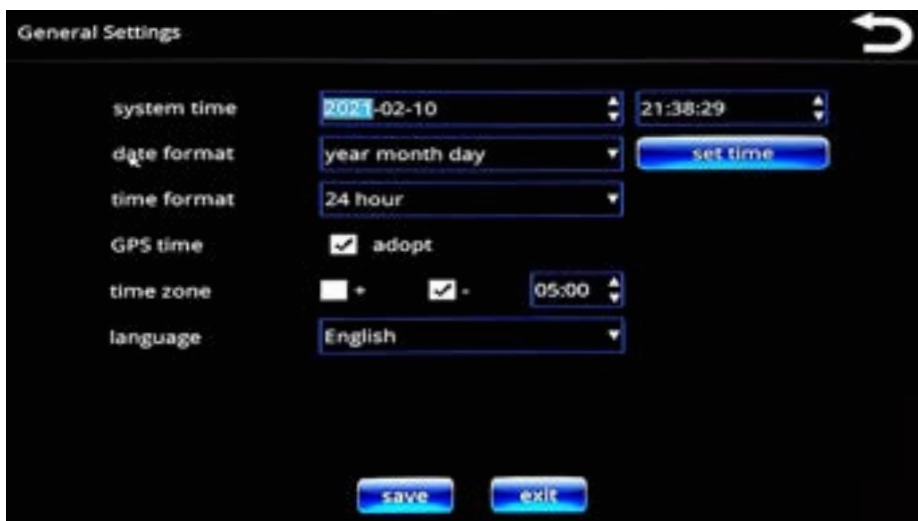 General Settings
system time 2021-02-10 21:38:29
date format year month day set time
time format 24 hour
GPS time adopt
time zone + - 05:00
language English
save exit